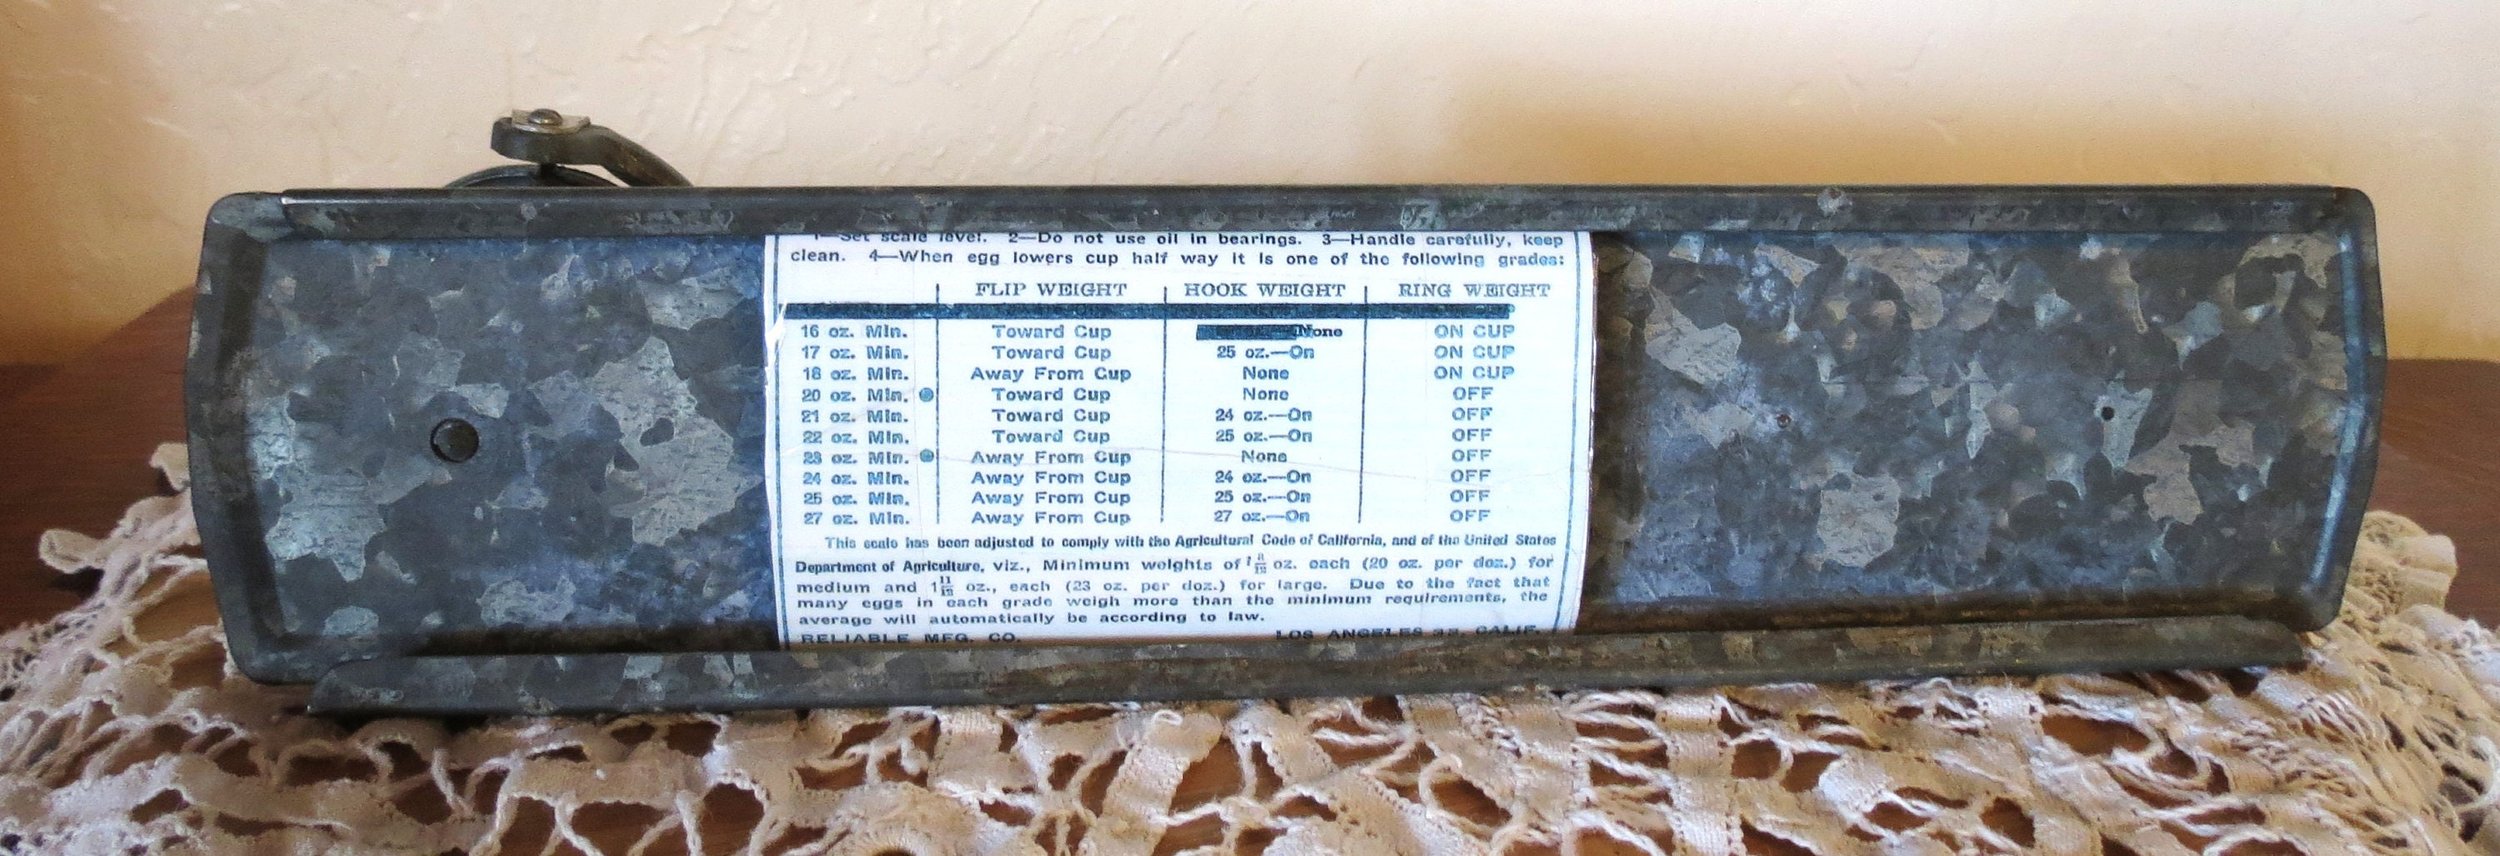 1—Set scale level. 2—Do not use oil in bearings. 3—Handle carefully, keep
clean. 4—When egg lowers cup half way it is one of the following grades:
FLIP WEIGHT HOOK WEIGHT RING WEIGHT
16 oz. Min. Toward Cup None ON CUP
17 oz. Min. Toward Cup 25 oz.—On ON CUP
18 oz. Min. Away From Cup None ON CUP
20 oz. Min. Toward Cup None OFF
21 oz. Min. Toward Cup 24 oz.—On OFF
22 oz. Min. Toward Cup 25 oz.—On OFF
23 oz. Min. Away From Cup None OFF
24 oz. Min. Away From Cup 24 oz.—On OFF
25 oz. Min. Away From Cup 25 oz.—On OFF
27 oz. Min. Away From Cup 27 oz.—On OFF
This scale has been adjusted to comply with the Agricultural Code of California, and of the United States
Department of Agriculture, viz., Minimum weights of oz. each (20 oz. per doz.) for
medium and oz., each (23 oz. per doz.) for large. Due to the fact that
many eggs in each grade weigh more than the minimum requirements, the
average will automatically be according to law.
RELIABLE MFG. CO. LOS ANGELES CALIF.